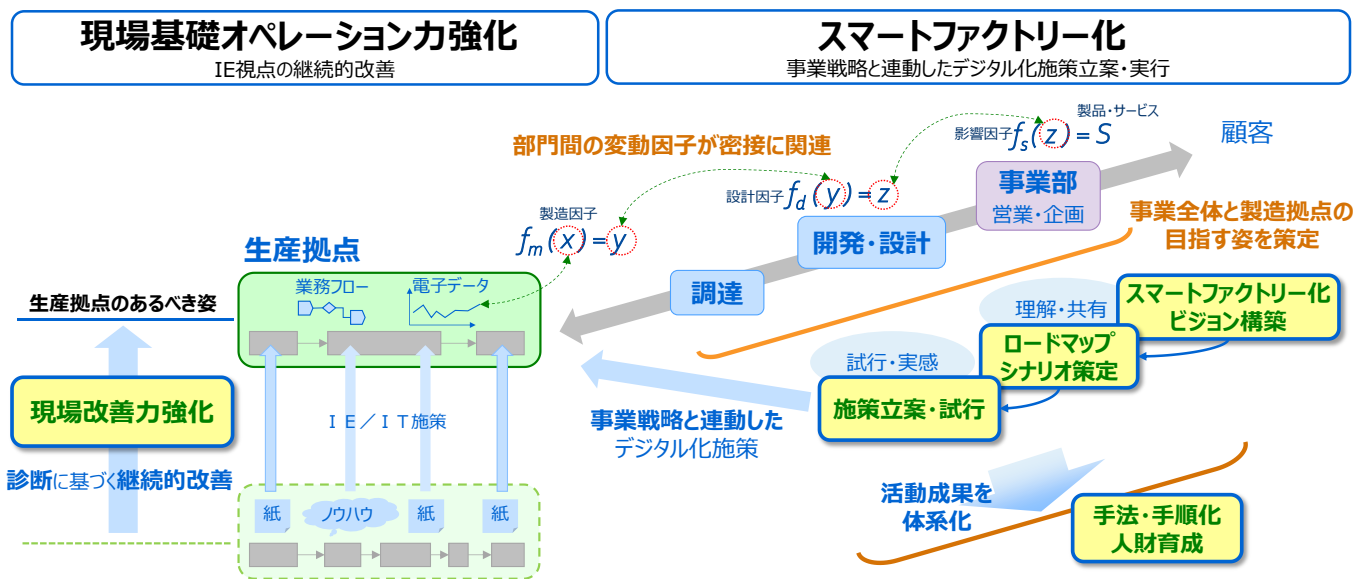 現場基礎オペレーション力強化
IE視点の継続的改善
スマートファクトリー化
事業戦略と連動したデジタル化施策立案・実行
部門間の変動因子が密接に関連
製品・サービス
影響因子 fs(z) = S
顧客
事業部
営業・企画
設計因子 fd(y) = z
開発・設計
製造因子
fm(x) = y
調達
事業全体と製造拠点の
目指す姿を策定
生産拠点
業務フロー
電子データ
生産拠点のあるべき姿
現場改善力強化
診断に基づく継続的改善
IE/IT施策
紙
ノウハウ
紙
紙
理解・共有
スマートファクトリー化
ビジョン構築
ロードマップ
シナリオ策定
試行・実感
施策立案・試行
事業戦略と連動した
デジタル化施策
活動成果を
体系化
手法・手順化
人財育成